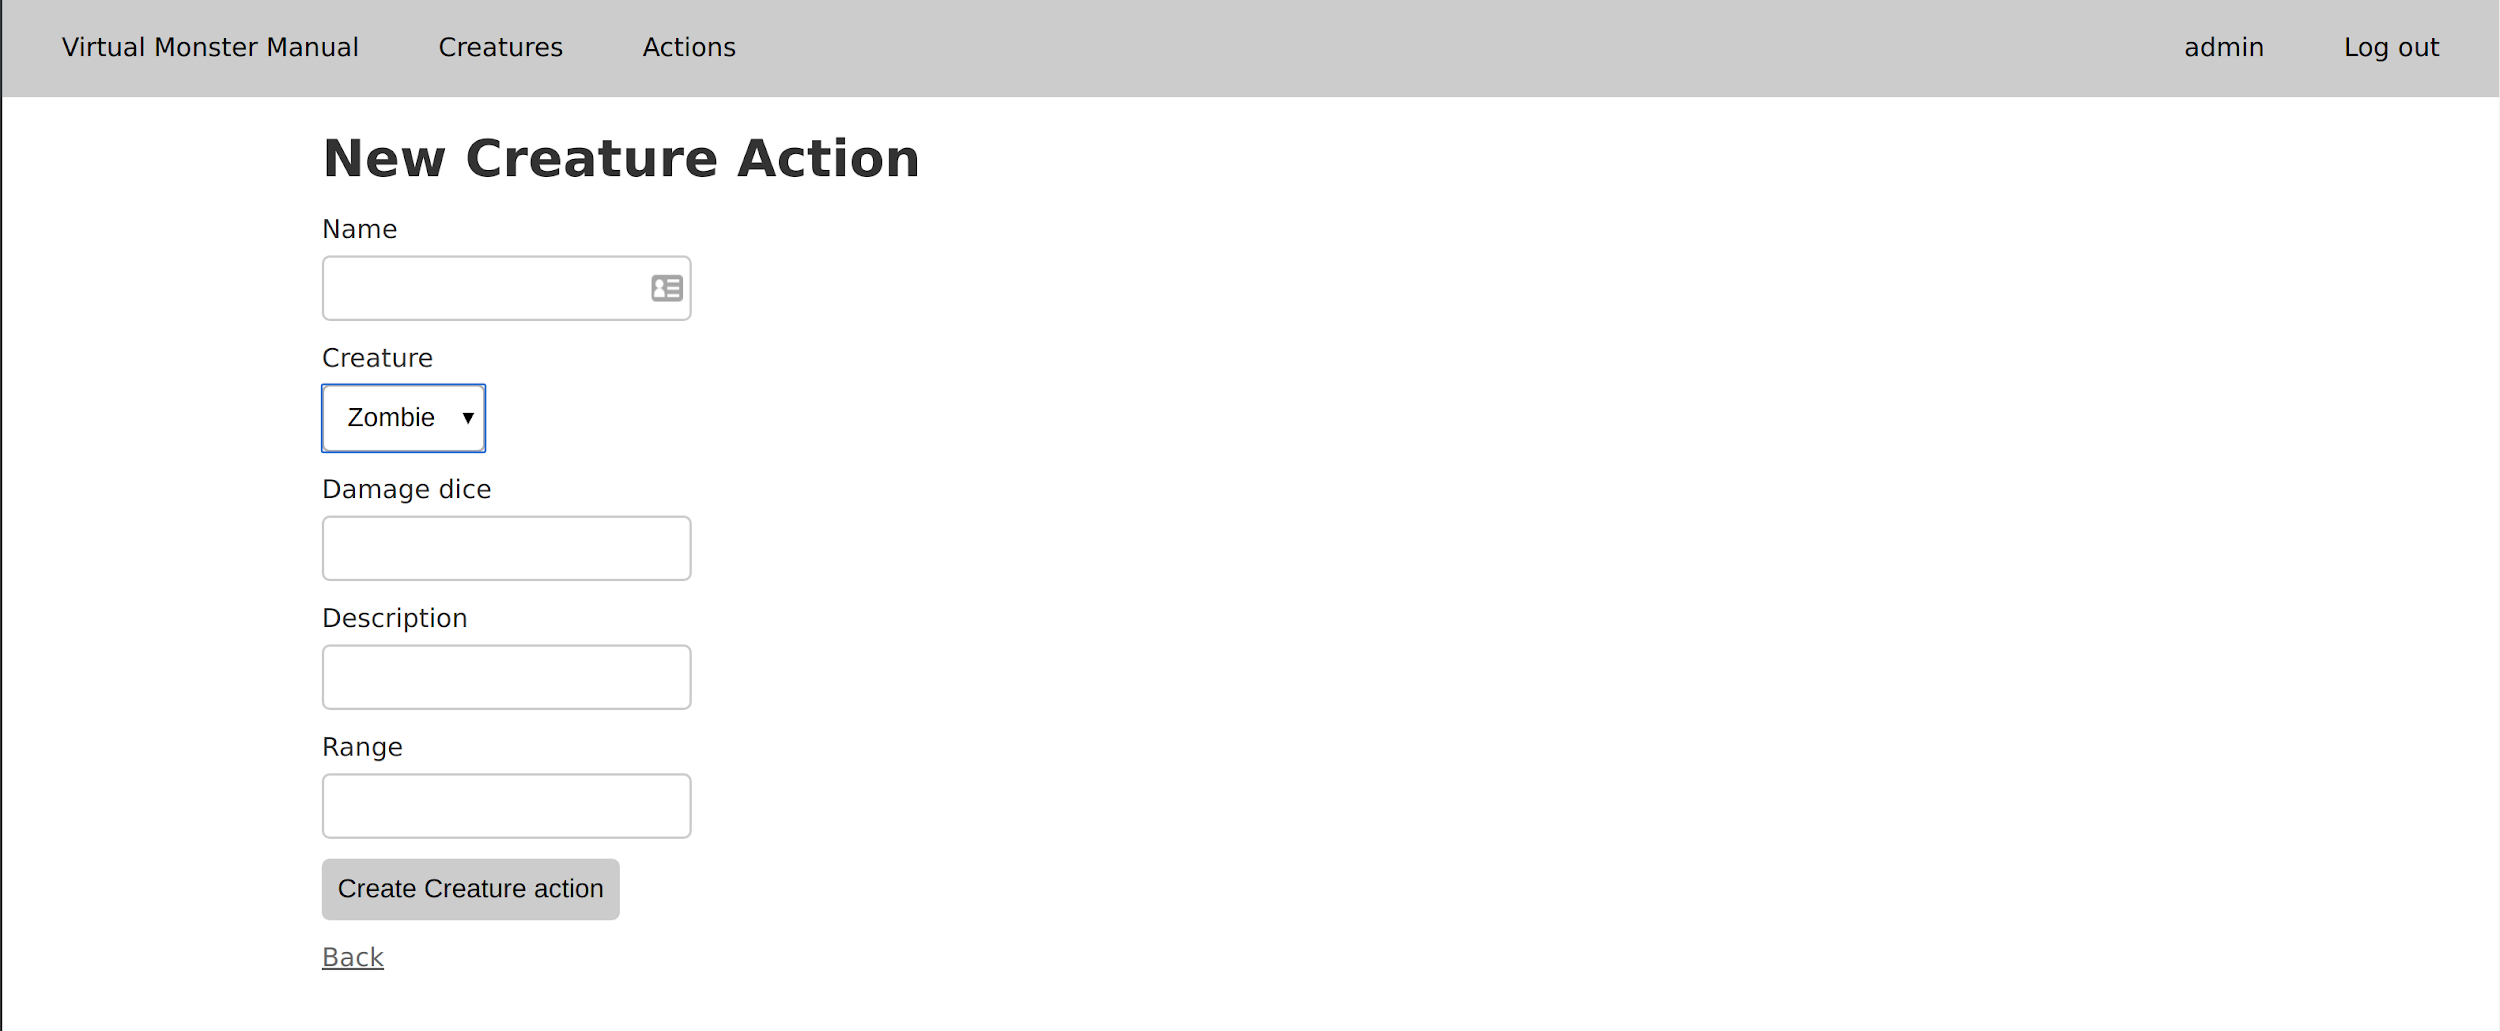 Virtual Monster Manual Creatures Actions admin Log out
New Creature Action
Name
Creature
Zombie
Damage dice
Description
Range
Create Creature action
Back